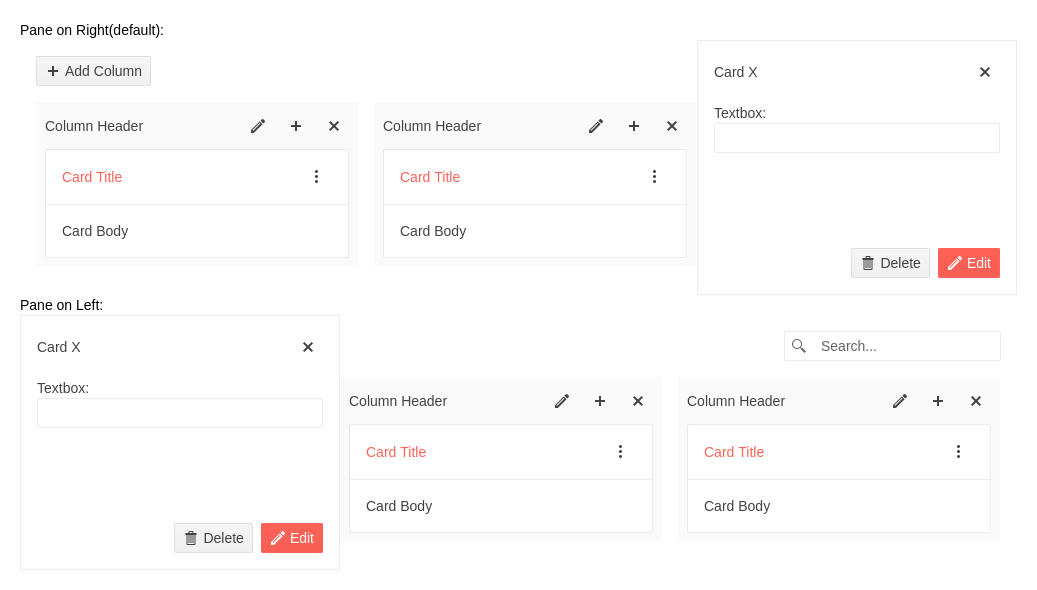 Pane on Right(default):
Add Column
Column Header
Card Title
Card Body
Column Header
Card Title
Card Body
Card X
Textbox:
Delete
Edit
Pane on Left:
Card X
Textbox:
Delete
Edit
Search...
Column Header
Card Title
Card Body
Column Header
Card Title
Card Body